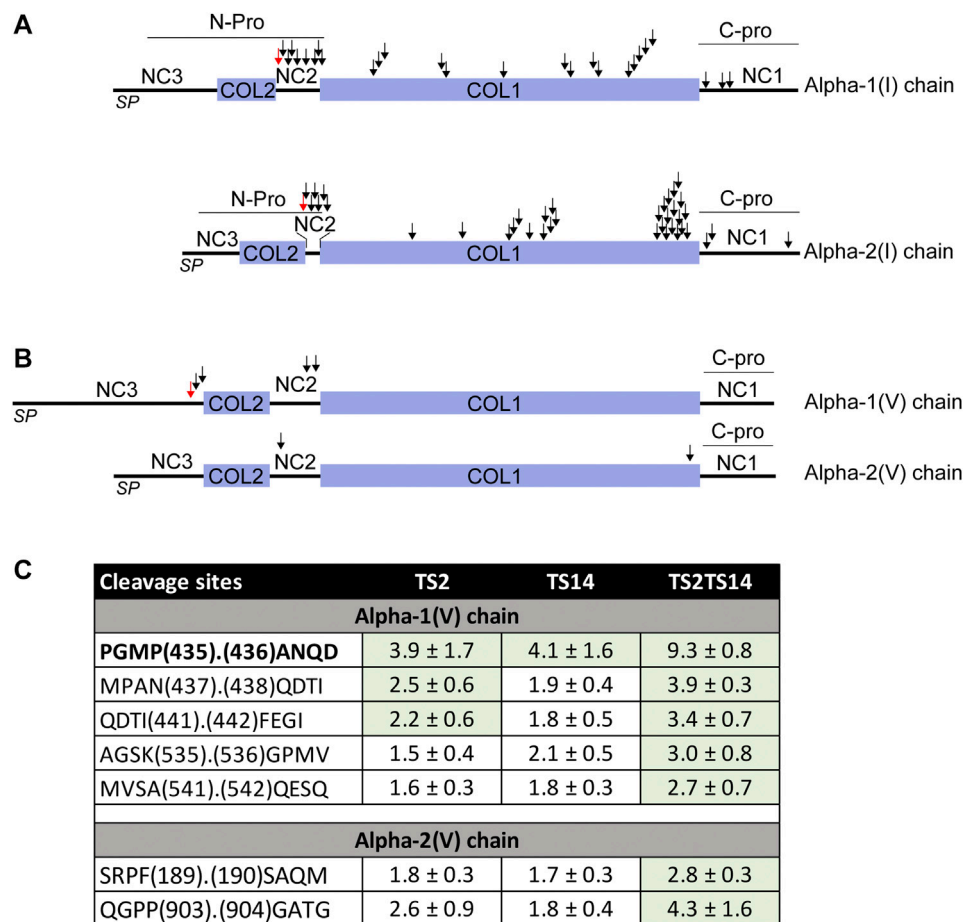 A
N-Pro
C-pro
NC3 COL2 NC2 COL1 NC1 Alpha-1(I) chain
SP
N-Pro
C-pro
NC2
NC3 COL2 COL1 NC1 Alpha-2(I) chain
SP
B
C-pro
NC3 COL2 NC2 COL1 NC1 Alpha-1(V) chain
SP
C-pro
NC3 COL2 NC2 COL1 NC1 Alpha-2(V) chain
SP
C
Cleavage sites TS2 TS14 TS2TS14
Alpha-1(V) chain
PGMP(435).(436)ANQD 3.9 ± 1.7 4.1 ± 1.6 9.3 ± 0.8
MPAN(437).(438)QDTI 2.5 ± 0.6 1.9 ± 0.4 3.9 ± 0.3
QDTI(441).(442)FEGI 2.2 ± 0.6 1.8 ± 0.5 3.4 ± 0.7
AGSK(535).(536)GPMV 1.5 ± 0.4 2.1 ± 0.5 3.0 ± 0.8
MVSA(541).(542)QESQ 1.6 ± 0.3 1.8 ± 0.3 2.7 ± 0.7
Alpha-2(V) chain
SRPF(189).(190)SAQM 1.8 ± 0.3 1.7 ± 0.3 2.8 ± 0.3
QGPP(903).(904)GATG 2.6 ± 0.9 1.8 ± 0.4 4.3 ± 1.6